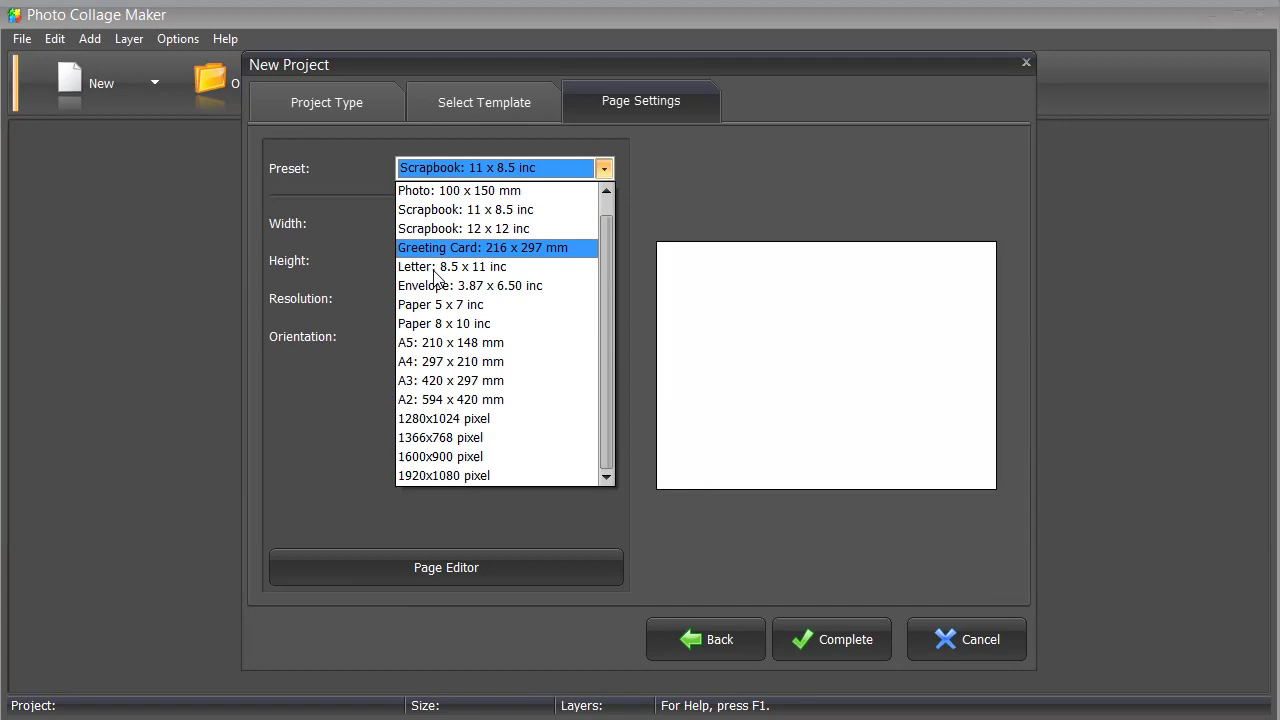 Photo Collage Maker
File Edit Add Layer Options Help
New O
New Project
Project Type Select Template Page Settings
Preset: Scrapbook: 11 x 8.5 inc
Photo: 100 x 150 mm
Scrapbook: 11 x 8.5 inc
Scrapbook: 12 x 12 inc
Greeting Card: 216 x 297 mm
Letter: 8.5 x 11 inc
Envelope: 3.87 x 6.50 inc
Paper 5 x 7 inc
Paper 8 x 10 inc
A5: 210 x 148 mm
A4: 297 x 210 mm
A3: 420 x 297 mm
A2: 594 x 420 mm
1280x1024 pixel
1366x768 pixel
1600x900 pixel
1920x1080 pixel
Width:
Height:
Resolution:
Orientation:
Page Editor
Back Complete Cancel
Project: Size: Layers: For Help, press F1.